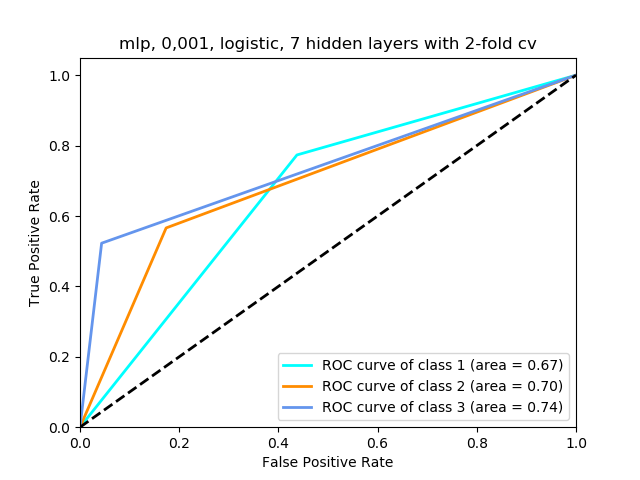 mlp, 0,001, logistic, 7 hidden layers with 2-fold cv
1.0
0.8
0.6
0.4
0.2
0.0
True Positive Rate
ROC curve of class 1 (area = 0.67)
ROC curve of class 2 (area = 0.70)
ROC curve of class 3 (area = 0.74)
0.0 0.2 0.4 0.6 0.8 1.0
False Positive Rate